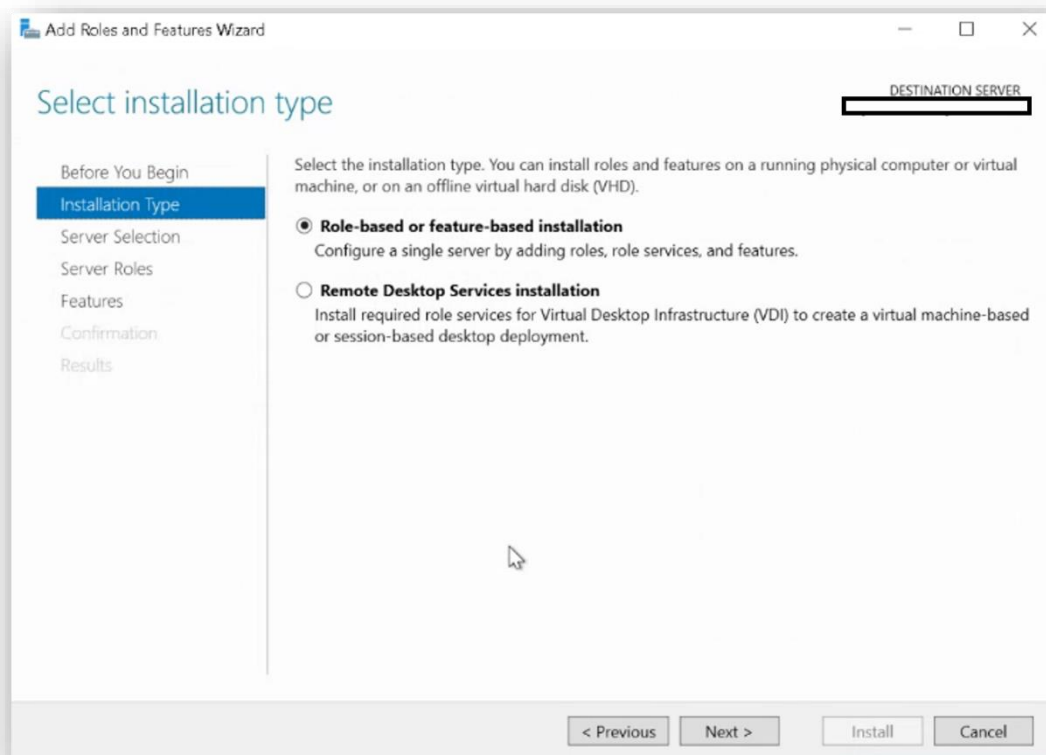 Add Roles and Features Wizard
Select installation type
DESTINATION SERVER
Before You Begin
Installation Type
Server Selection
Server Roles
Features
Confirmation
Results
Select the installation type. You can install roles and features on a running physical computer or virtual
machine, or on an offline virtual hard disk (VHD).
Role-based or feature-based installation
Configure a single server by adding roles, role services, and features.
Remote Desktop Services installation
Install required role services for Virtual Desktop Infrastructure (VDI) to create a virtual machine-based
or session-based desktop deployment.
< Previous
Next >
Install
Cancel